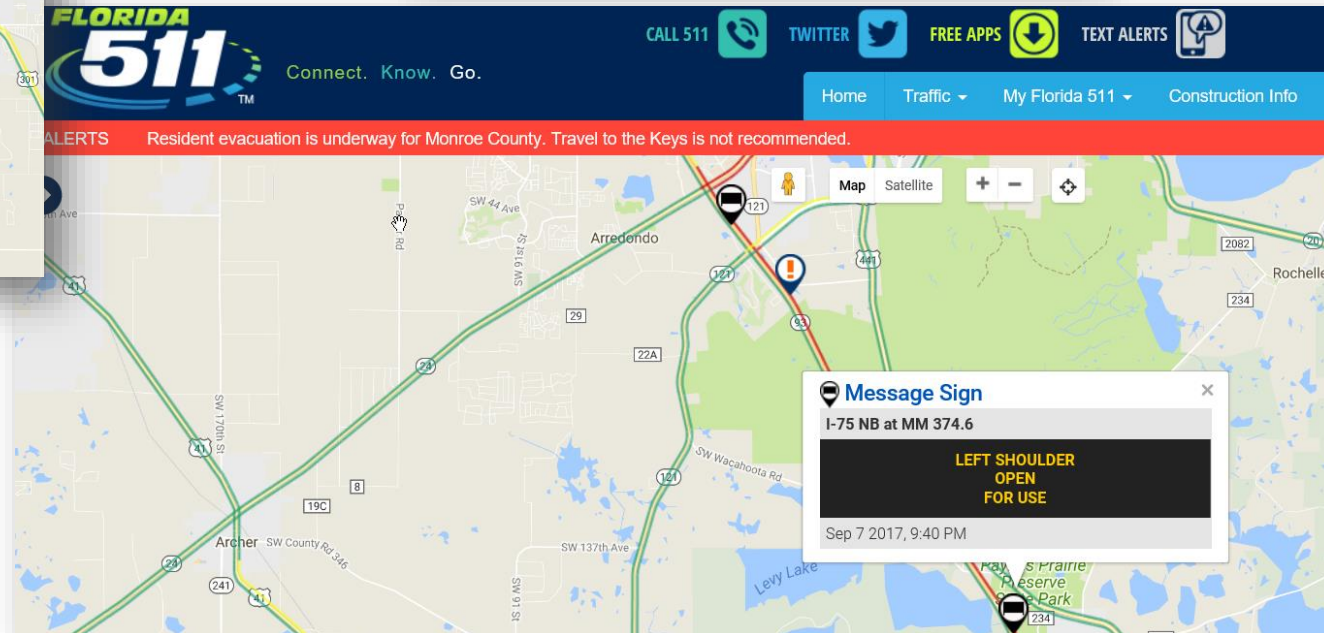 FLORIDA
511
TM
Connect. Know. Go.
CALL 511
TWITTER
FREE APPS
TEXT ALERTS
Home
Traffic
My Florida 511
Construction Info
ALERTS Resident evacuation is underway for Monroe County. Travel to the Keys is not recommended.
301
Ave
SW 44 Ave
121
Map
Satellite
+
−
Rd
SW 91st St
Arredondo
441
2082
20
121
Rochelle
41
234
29
93
22A
24
Message Sign
×
I-75 NB at MM 374.6
LEFT SHOULDER
OPEN
FOR USE
Sep 7 2017, 9:40 PM
SW 170th St
41
SW Wacahoota Rd
121
8
19C
Archer
SW County Rd 346
SW 137th Ave
24
241
41
SW 91 St
Levy Lake
Prairie
Park
234